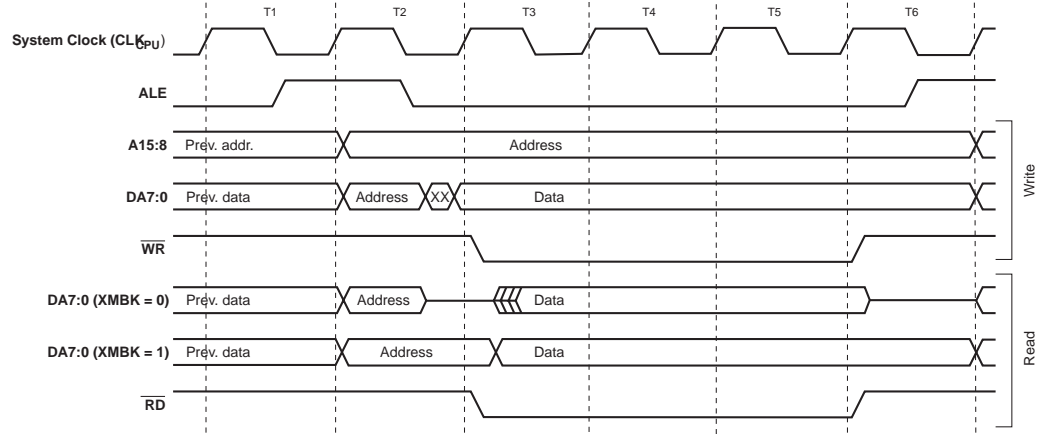 T1 T2 T3 T4 T5 T6
System Clock (CLKCPU)
ALE
A15:8 Prev. addr. Address
DA7:0 Prev. data Address XX Data
WR
Write
DA7:0 (XMBK = 0) Prev. data Address Data
DA7:0 (XMBK = 1) Prev. data Address Data
RD
Read